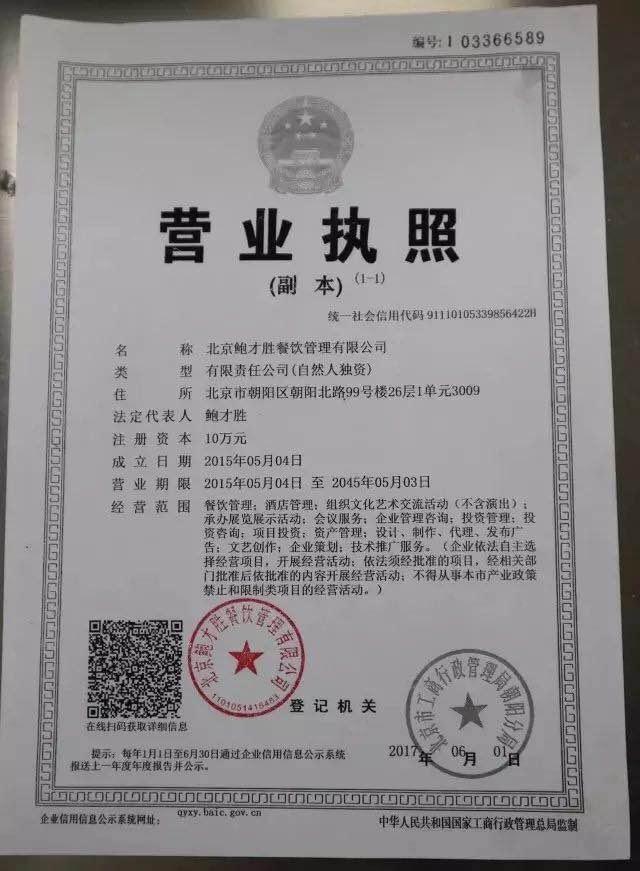 编号:1 03366589
营业执照
(副 本) (1-1)
统一社会信用代码 91110105339856422H
名 称 北京鲍才胜餐饮管理有限公司
类 型 有限责任公司(自然人独资)
住 所 北京市朝阳区朝阳北路99号楼26层1单元3009
法定代表人 鲍才胜
注册资本 10万元
成立日期 2015年05月04日
营业期限 2015年05月04日 至 2045年05月03日
经营范围 餐饮管理；酒店管理；组织文化艺术交流活动（不含演出）；
承办展览展示活动；会议服务；企业管理咨询；投资管理；投
资咨询；项目投资；资产管理；设计、制作、代理、发布广
告；文艺创作；企业策划；技术推广服务。（企业依法自主选
择经营项目，开展经营活动；依法须经批准的项目，经相关部
门批准后依批准的内容开展经营活动；不得从事本市产业政策
禁止和限制类项目的经营活动。）
北京鲍才胜餐饮管理有限公司
1101051416463
在线扫码获取详细信息
登记机关
北京市工商行政管理局朝阳分局
2017年 06月 01日
提示：每年1月1日至6月30日通过企业信用信息公示系统
报送上一年度年度报告并公示。
企业信用信息公示系统网址： qyxy.baic.gov.cn
中华人民共和国国家工商行政管理总局监制